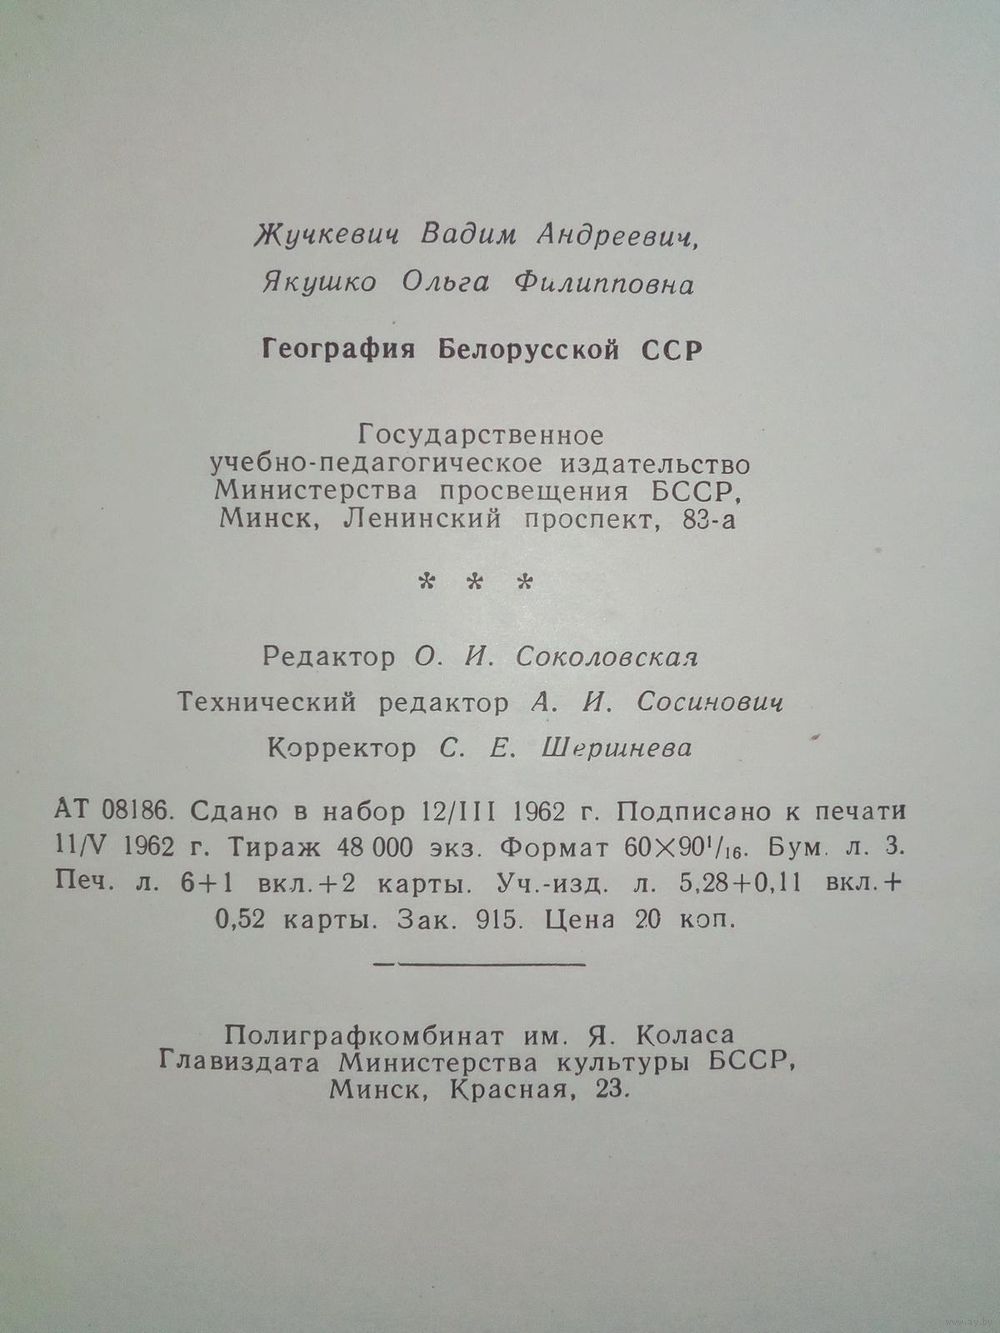 Жучкевич Вадим Андреевич,
Якушко Ольга Филипповна
География Белорусской ССР
Государственное
учебно-педагогическое издательство
Министерства просвещения БССР,
Минск, Ленинский проспект, 83-а
* * *
Редактор О. И. Соколовская
Технический редактор А. И. Сосинович
Корректор С. Е. Шершнева
АТ 08186. Сдано в набор 12/III 1962 г. Подписано к печати
11/V 1962 г. Тираж 48 000 экз. Формат 60×90¹/₁₆. Бум. л. 3.
Печ. л. 6+1 вкл.+2 карты. Уч.-изд. л. 5,28+0,11 вкл.+
0,52 карты. Зак. 915. Цена 20 коп.
Полиграфкомбинат им. Я. Коласа
Главиздата Министерства культуры БССР,
Минск, Красная, 23.
www.ay.by